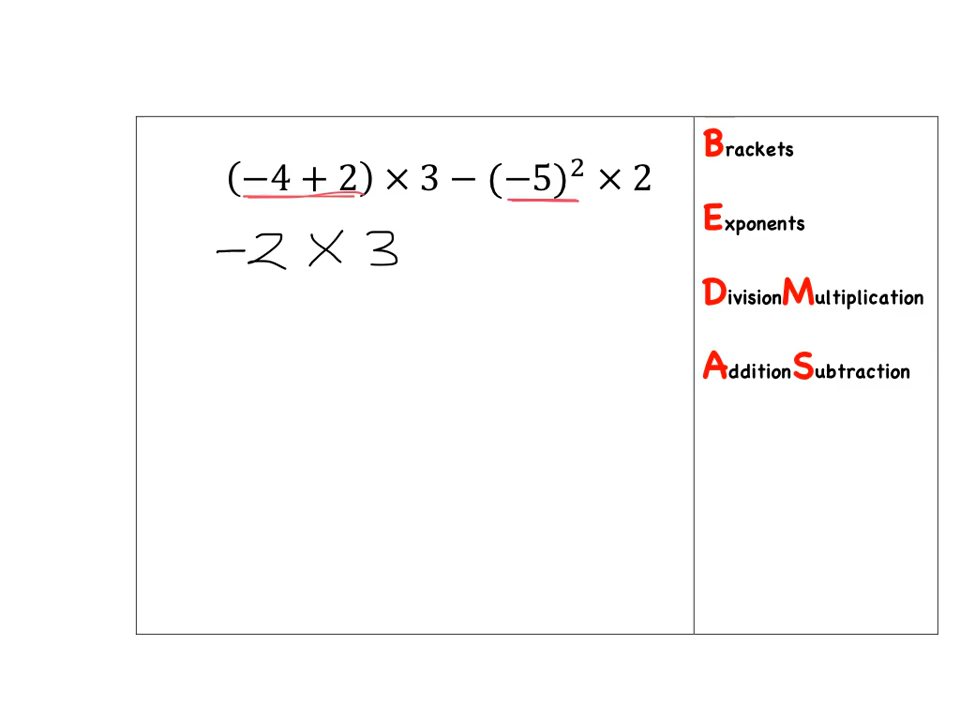 (−4 + 2) × 3 − (−5)² × 2
−2 × 3
Brackets
Exponents
DivisionMultiplication
AdditionSubtraction